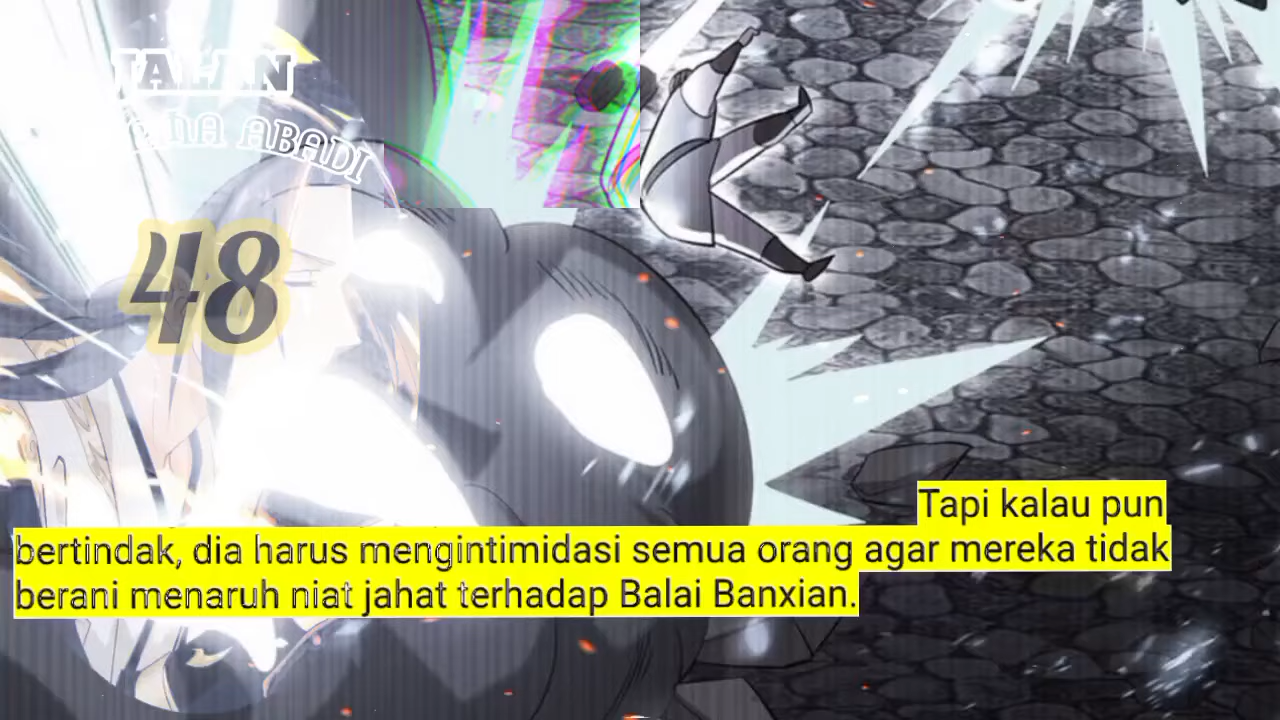 JALAN
ABADI
48
Tapi kalau pun
bertindak, dia harus mengintimidasi semua orang agar mereka tidak
berani menaruh niat jahat terhadap Balai Banxian.